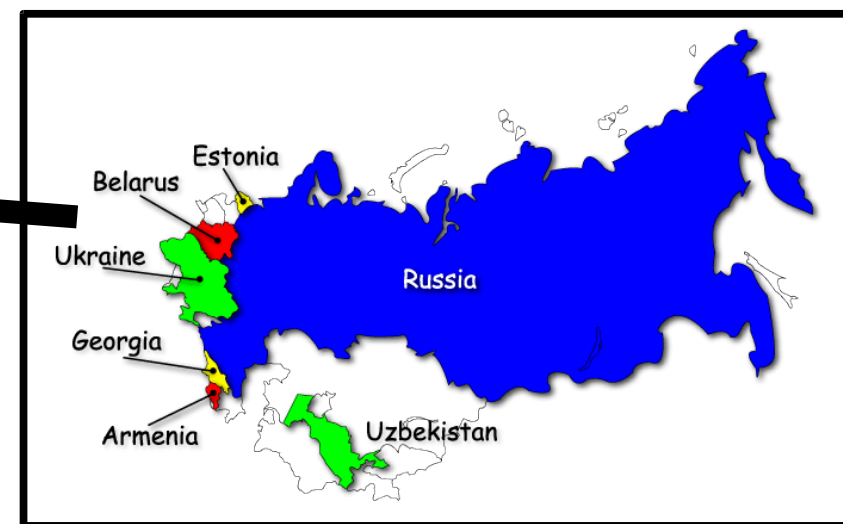 Estonia
Belarus
Ukraine
Russia
Georgia
Armenia
Uzbekistan